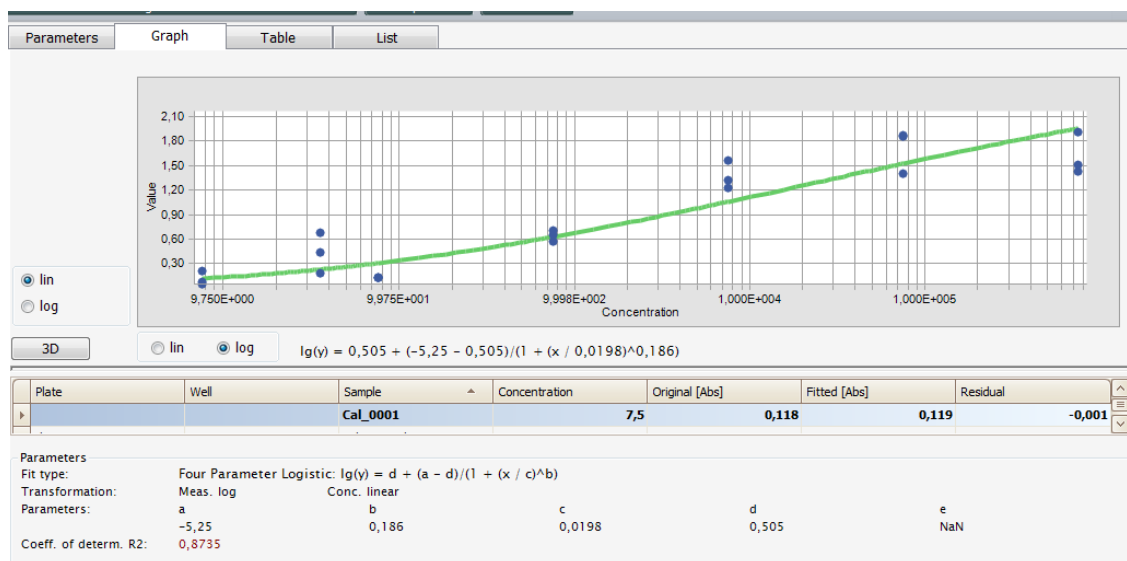 Parameters Graph Table List
2,10
1,80
1,50
1,20
0,90
0,60
0,30
Value
9,750E+000 9,975E+001 9,998E+002 1,000E+004 1,000E+005
Concentration
lin
log
3D lin log lg(y) = 0,505 + (-5,25 - 0,505)/(1 + (x / 0,0198)^0,186)
Plate Well Sample Concentration Original [Abs] Fitted [Abs] Residual
Cal_0001 7,5 0,118 0,119 -0,001
Parameters
Fit type: Four Parameter Logistic: lg(y) = d + (a - d)/(1 + (x / c)^b)
Transformation: Meas. log Conc. linear
Parameters: a b c d e
-5,25 0,186 0,0198 0,505 NaN
Coeff. of determ. R2: 0,8735